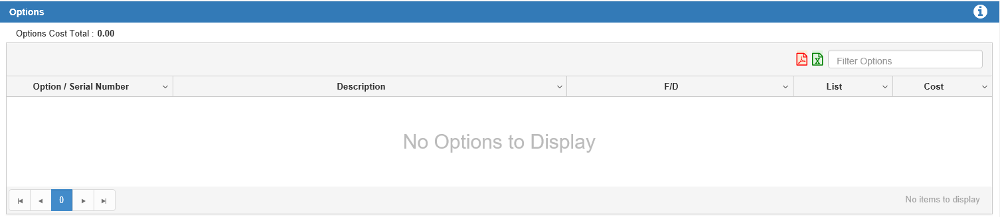 Options
Options Cost Total : 0.00
Filter Options
Option / Serial Number Description F/D List Cost
No Options to Display
0 No items to display